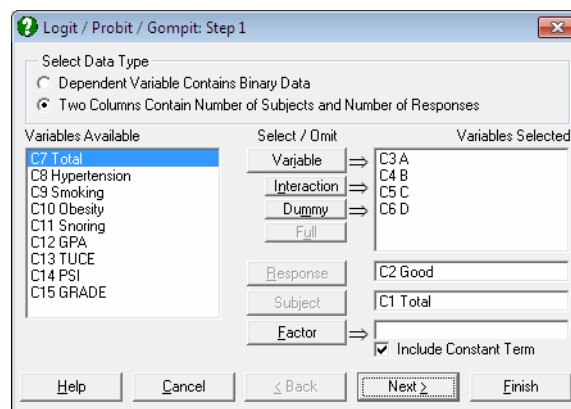 Logit / Probit / Gompit: Step 1
Select Data Type
Dependent Variable Contains Binary Data
Two Columns Contain Number of Subjects and Number of Responses
Variables Available
Select / Omit
Variables Selected
C7 Total
C8 Hypertension
C9 Smoking
C10 Obesity
C11 Snoring
C12 GPA
C13 TUCE
C14 PSI
C15 GRADE
Variable
Interaction
Dummy
Full
C3 A
C4 B
C5 C
C6 D
Response
C2 Good
Subject
C1 Total
Factor
Include Constant Term
Help
Cancel
< Back
Next >
Finish